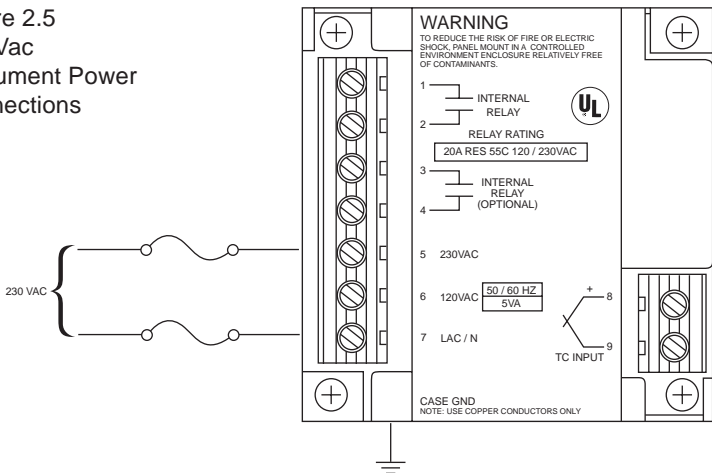 re 2.5
Vac
ument Power
nections
WARNING
TO REDUCE THE RISK OF FIRE OR ELECTRIC
SHOCK, PANEL MOUNT IN A CONTROLLED
ENVIRONMENT ENCLOSURE RELATIVELY FREE
OF CONTAMINANTS.
1
INTERNAL
RELAY
2
UL
RELAY RATING
20A RES 55C 120 / 230VAC
3
INTERNAL
RELAY
(OPTIONAL)
4
5 230VAC
230 VAC
6 120VAC 50 / 60 HZ
5VA
+
8
7 LAC / N
9
TC INPUT
CASE GND
NOTE: USE COPPER CONDUCTORS ONLY